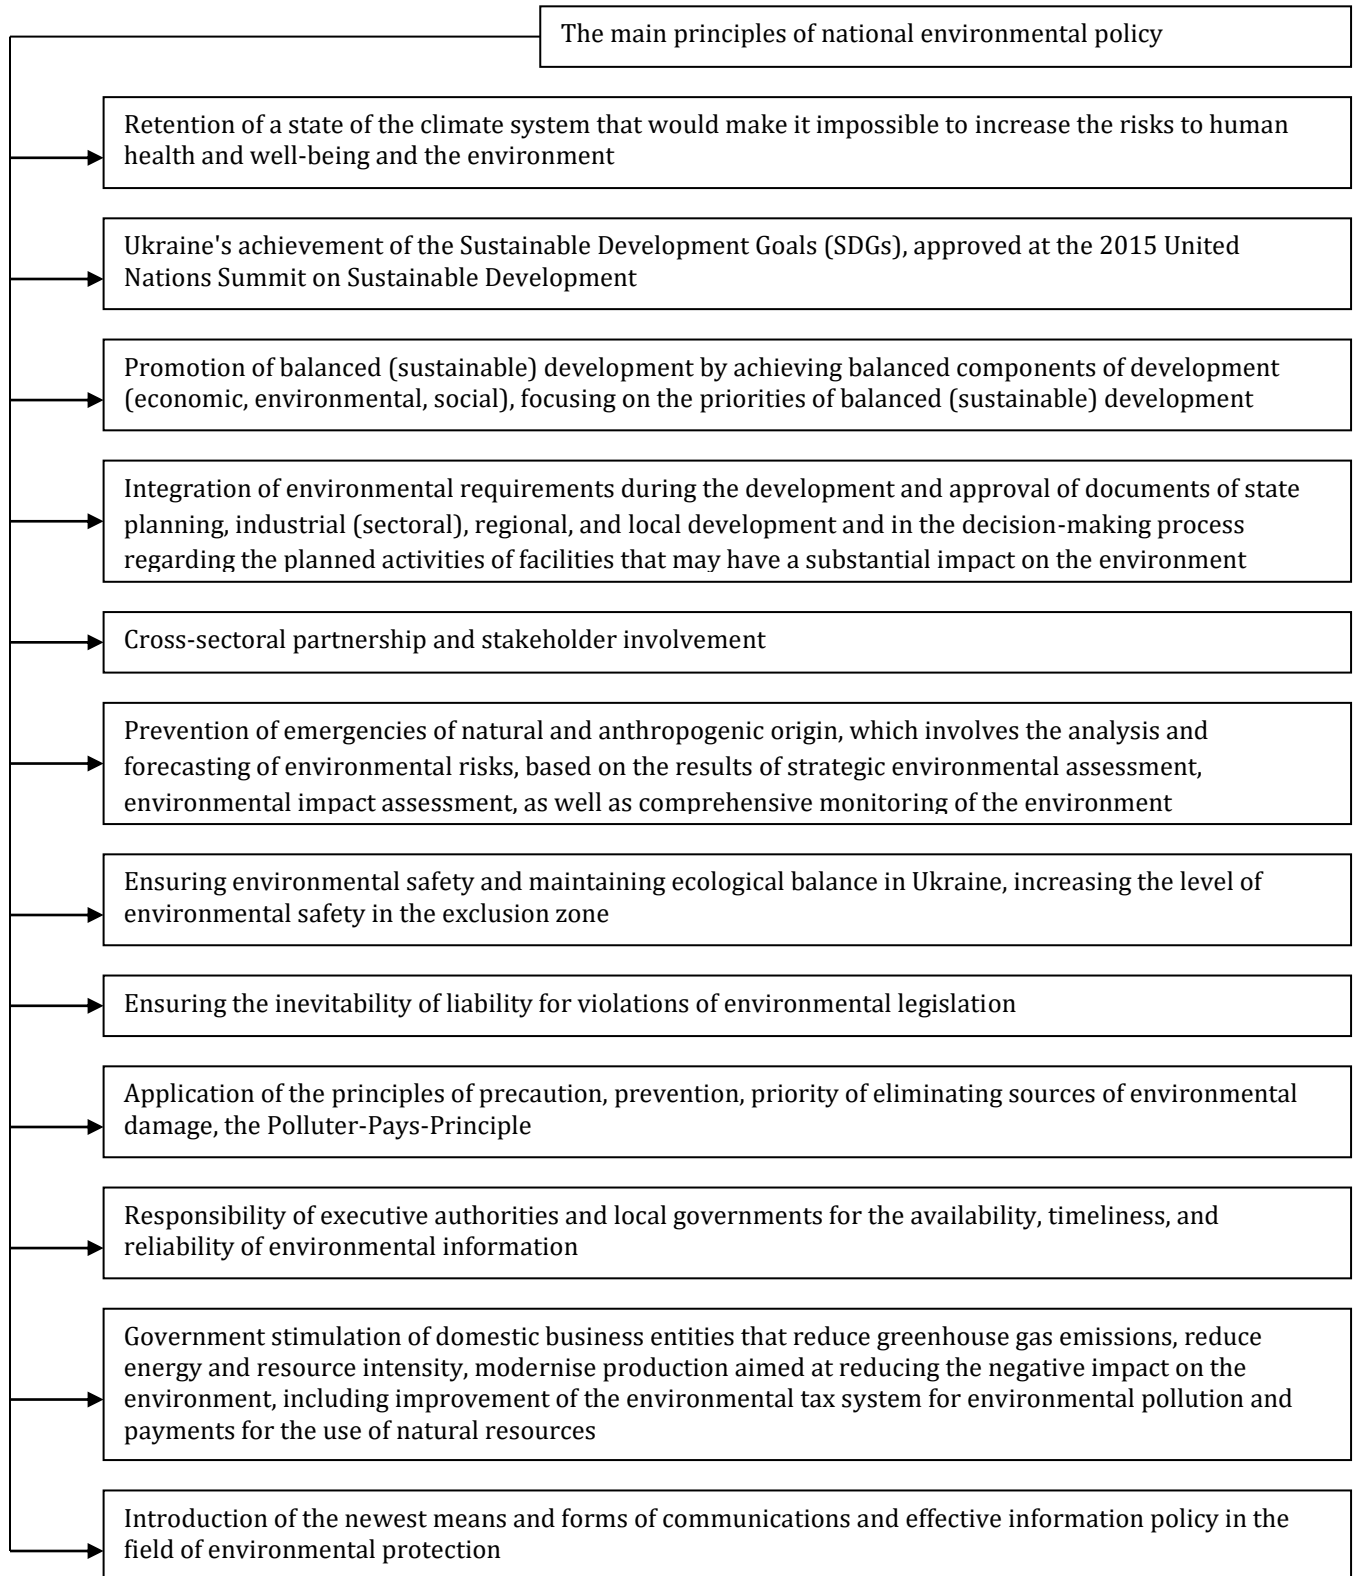 The main principles of national environmental policy
Retention of a state of the climate system that would make it impossible to increase the risks to human
health and well-being and the environment
Ukraine's achievement of the Sustainable Development Goals (SDGs), approved at the 2015 United
Nations Summit on Sustainable Development
Promotion of balanced (sustainable) development by achieving balanced components of development
(economic, environmental, social), focusing on the priorities of balanced (sustainable) development
Integration of environmental requirements during the development and approval of documents of state
planning, industrial (sectoral), regional, and local development and in the decision-making process
regarding the planned activities of facilities that may have a substantial impact on the environment
Cross-sectoral partnership and stakeholder involvement
Prevention of emergencies of natural and anthropogenic origin, which involves the analysis and
forecasting of environmental risks, based on the results of strategic environmental assessment,
environmental impact assessment, as well as comprehensive monitoring of the environment
Ensuring environmental safety and maintaining ecological balance in Ukraine, increasing the level of
environmental safety in the exclusion zone
Ensuring the inevitability of liability for violations of environmental legislation
Application of the principles of precaution, prevention, priority of eliminating sources of environmental
damage, the Polluter-Pays-Principle
Responsibility of executive authorities and local governments for the availability, timeliness, and
reliability of environmental information
Government stimulation of domestic business entities that reduce greenhouse gas emissions, reduce
energy and resource intensity, modernise production aimed at reducing the negative impact on the
environment, including improvement of the environmental tax system for environmental pollution and
payments for the use of natural resources
Introduction of the newest means and forms of communications and effective information policy in the
field of environmental protection